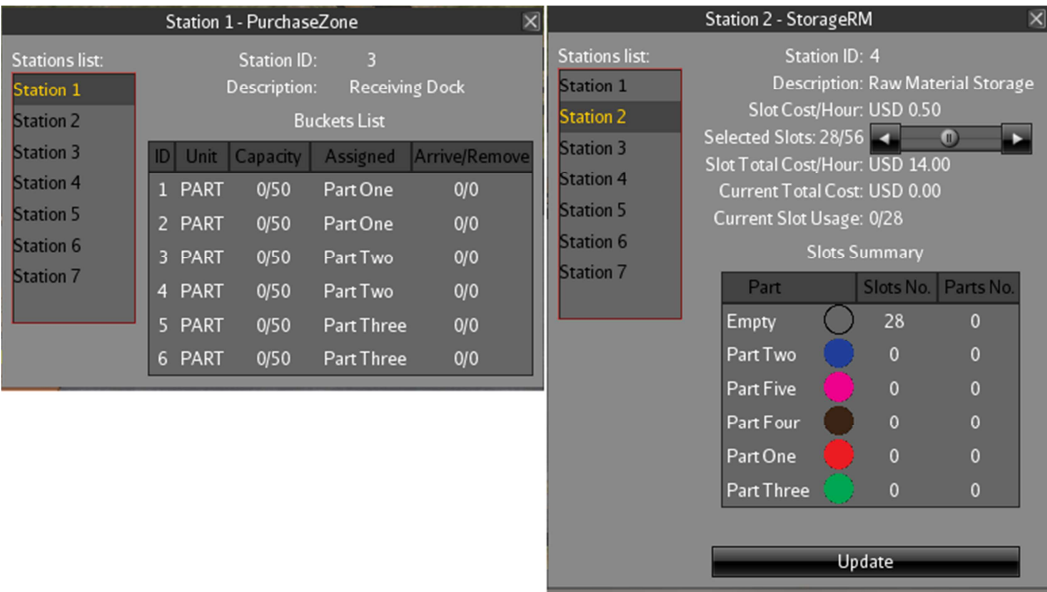 Station 1 - PurchaseZone
Stations list:
Station 1
Station 2
Station 3
Station 4
Station 5
Station 6
Station 7
Station ID: 3
Description: Receiving Dock
Buckets List
ID Unit Capacity Assigned Arrive/Remove
1 PART 0/50 Part One 0/0
2 PART 0/50 Part One 0/0
3 PART 0/50 Part Two 0/0
4 PART 0/50 Part Two 0/0
5 PART 0/50 Part Three 0/0
6 PART 0/50 Part Three 0/0
Station 2 - StorageRM
Stations list:
Station 1
Station 2
Station 3
Station 4
Station 5
Station 6
Station 7
Station ID: 4
Description: Raw Material Storage
Slot Cost/Hour: USD 0.50
Selected Slots: 28/56
Slot Total Cost/Hour: USD 14.00
Current Total Cost: USD 0.00
Current Slot Usage: 0/28
Slots Summary
Part Slots No. Parts No.
Empty 28 0
Part Two 0 0
Part Five 0 0
Part Four 0 0
Part One 0 0
Part Three 0 0
Update